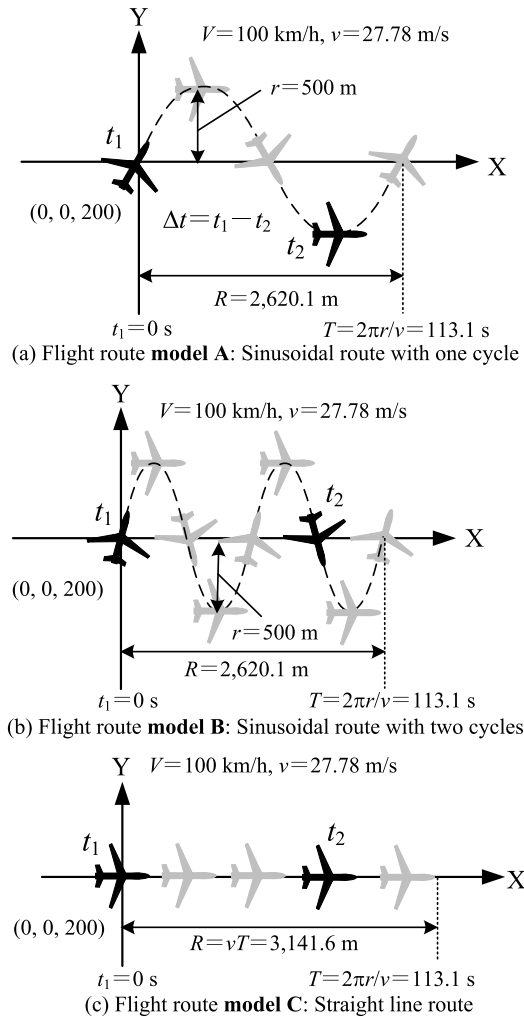 V=100 km/h, v=27.78 m/s
Y
r=500 m
t1
X
(0, 0, 200)
Δt=t1−t2
t2
R=2,620.1 m
t1=0 s
T=2πr/v=113.1 s
(a) Flight route model A: Sinusoidal route with one cycle
Y
V=100 km/h, v=27.78 m/s
t1
t2
X
(0, 0, 200)
r=500 m
R=2,620.1 m
t1=0 s
T=2πr/v=113.1 s
(b) Flight route model B: Sinusoidal route with two cycles
Y
V=100 km/h, v=27.78 m/s
t1
t2
X
(0, 0, 200)
R=vT=3,141.6 m
t1=0 s
T=2πr/v=113.1 s
(c) Flight route model C: Straight line route